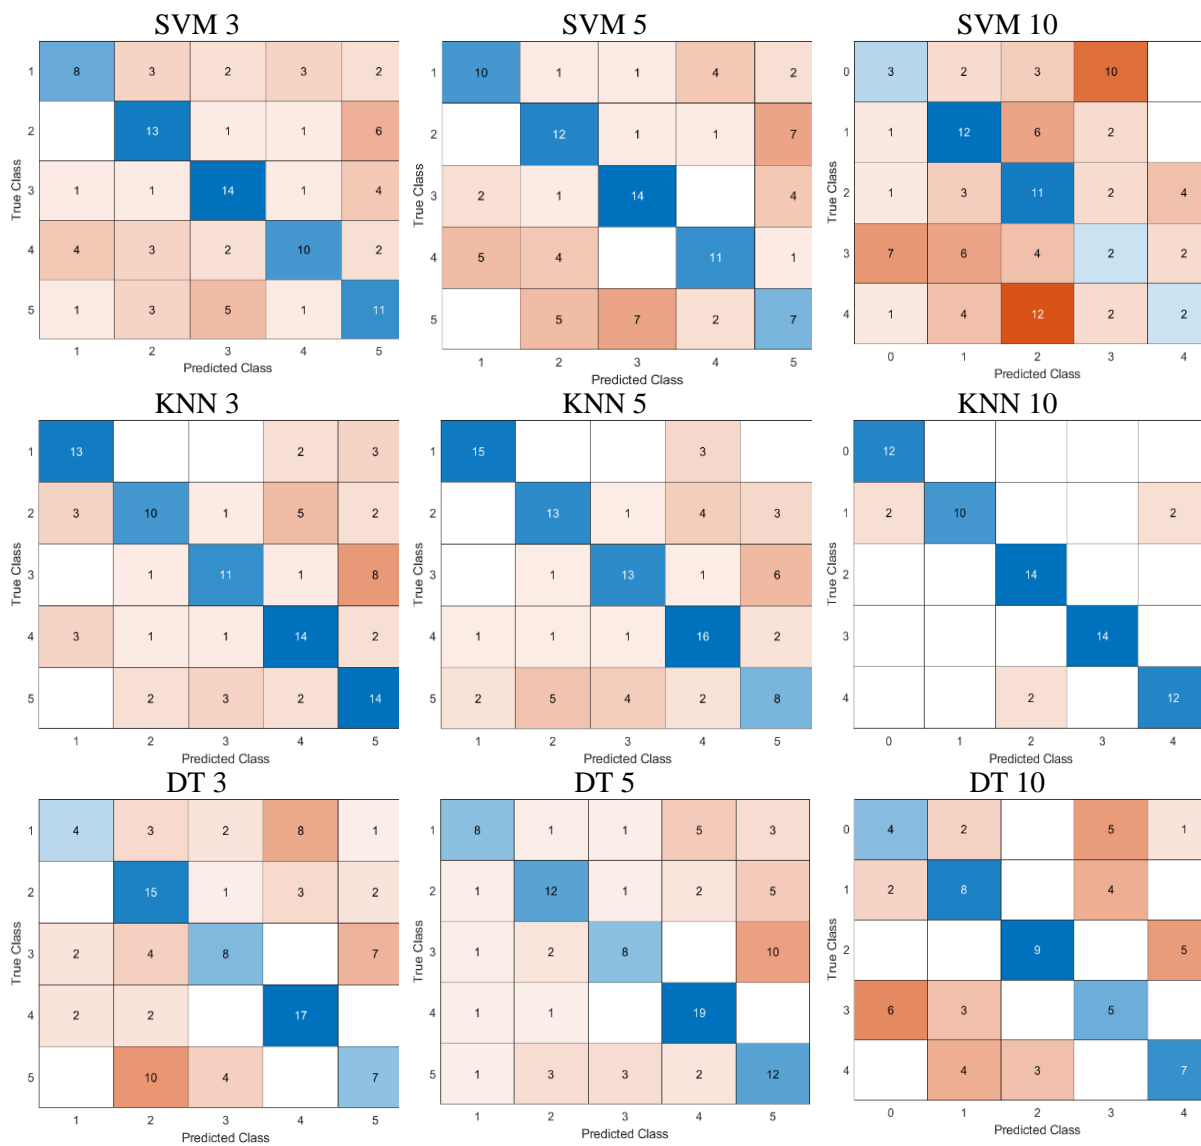 SVM 3
SVM 5
SVM 10
True Class
1 8 3 2 3 2
2 13 1 1 6
3 1 1 14 1 4
4 4 3 2 10 2
5 1 3 5 1 11
1 2 3 4 5
Predicted Class
True Class
1 10 1 1 4 2
2 12 1 1 7
3 2 1 14 4
4 5 4 11 1
5 5 7 2 7
1 2 3 4 5
Predicted Class
True Class
0 3 2 3 10
1 1 12 6 2
2 1 3 11 2 4
3 7 6 4 2 2
4 1 4 12 2 2
0 1 2 3 4
Predicted Class
KNN 3
KNN 5
KNN 10
True Class
1 13 2 3
2 3 10 1 5 2
3 1 11 1 8
4 3 1 1 14 2
5 2 3 2 14
1 2 3 4 5
Predicted Class
True Class
1 15 3
2 13 1 4 3
3 1 13 1 6
4 1 1 1 16 2
5 2 5 4 2 8
1 2 3 4 5
Predicted Class
True Class
0 12
1 2 10 2
2 14
3 14
4 2 12
0 1 2 3 4
Predicted Class
DT 3
DT 5
DT 10
True Class
1 4 3 2 8 1
2 15 1 3 2
3 2 4 8 7
4 2 2 17
5 10 4 7
1 2 3 4 5
Predicted Class
True Class
1 8 1 1 5 3
2 1 12 1 2 5
3 1 2 8 10
4 1 1 19
5 1 3 3 2 12
1 2 3 4 5
Predicted Class
True Class
0 4 2 5 1
1 2 8 4
2 9 5
3 6 3 5
4 4 3 7
0 1 2 3 4
Predicted Class